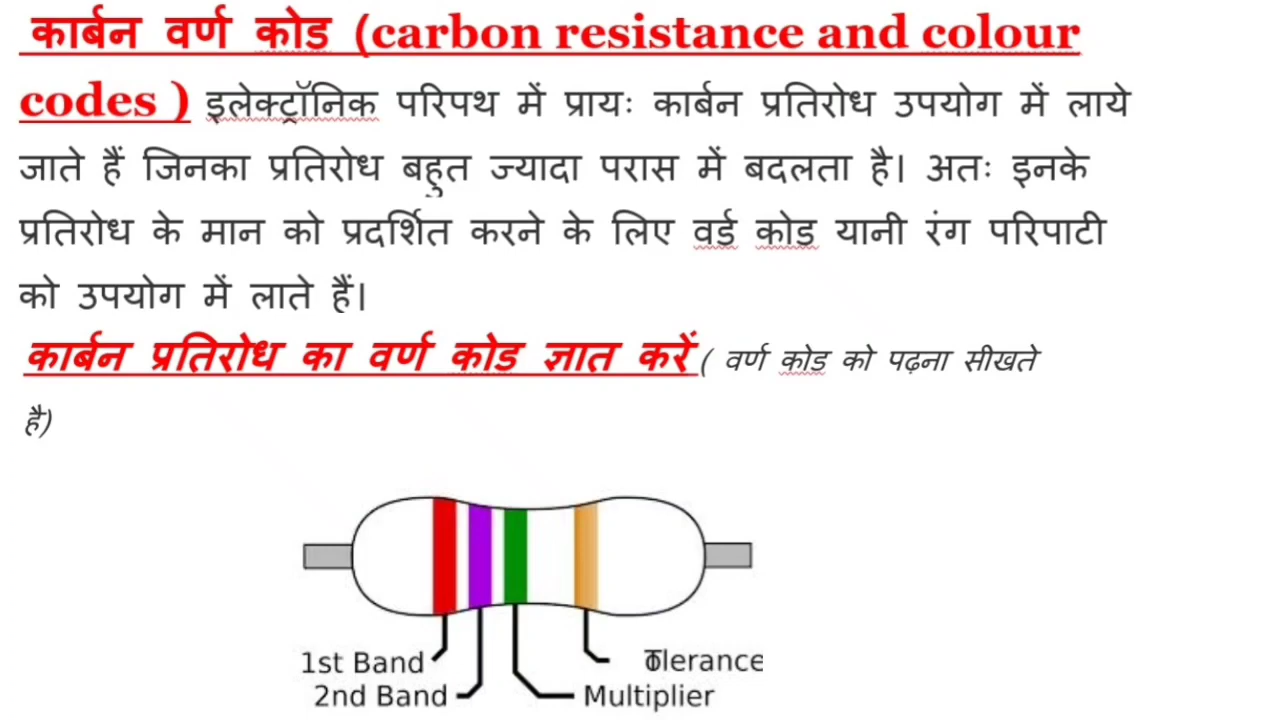 कार्बन वर्ण कोड (carbon resistance and colour
codes ) इलेक्ट्रॉनिक परिपथ में प्रायः कार्बन प्रतिरोध उपयोग में लाये
जाते हैं जिनका प्रतिरोध बहुत ज्यादा परास में बदलता है। अतः इनके
प्रतिरोध के मान को प्रदर्शित करने के लिए वर्ड कोड यानी रंग परिपाटी
को उपयोग में लाते हैं।
कार्बन प्रतिरोध का वर्ण कोड ज्ञात करें ( वर्ण कोड को पढ़ना सीखते
है)
1st Band
Tolerance
2nd Band
Multiplier